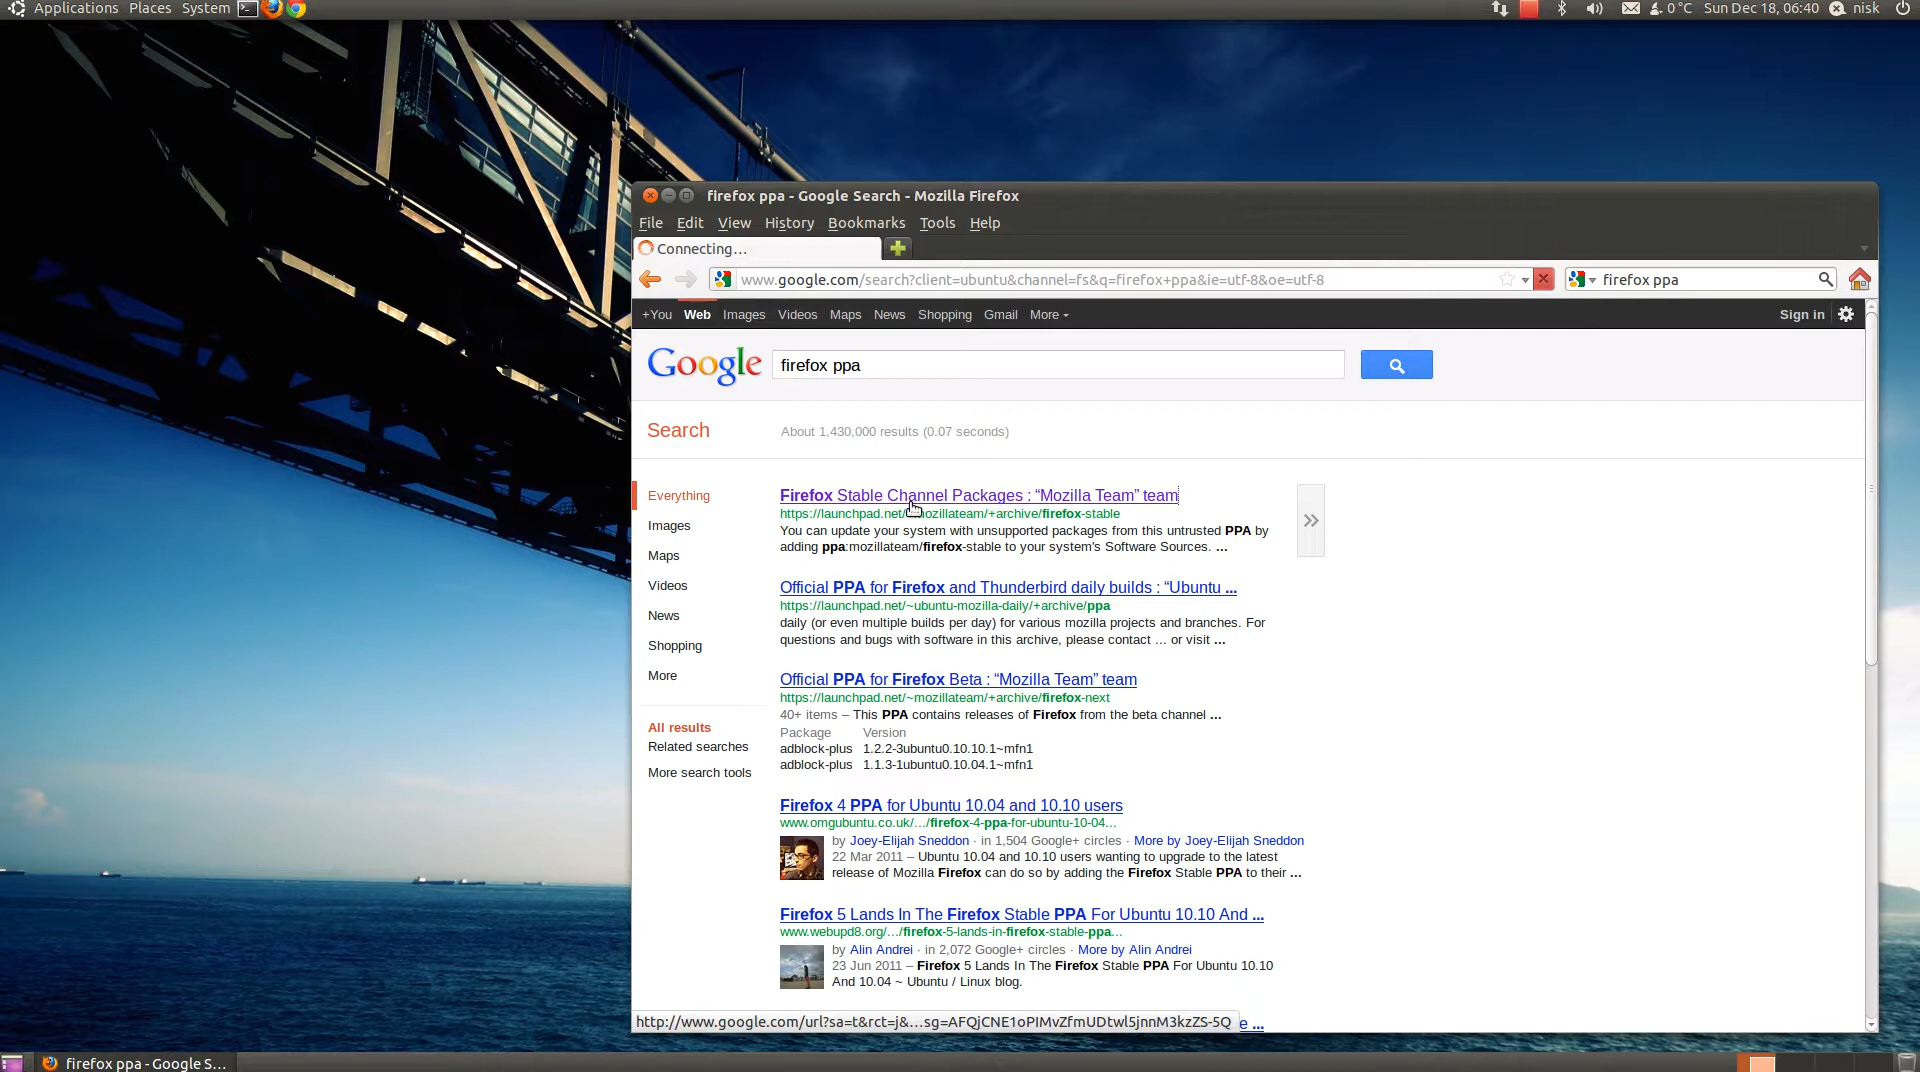 Applications Places System 0 °C Sun Dec 18, 06:40 nisk
firefox ppa - Google Search - Mozilla Firefox
File Edit View History Bookmarks Tools Help
Connecting...
www.google.com/search?client=ubuntu&channel=fs&q=firefox+ppa&ie=utf-8&oe=utf-8 firefox ppa
+You Web Images Videos Maps News Shopping Gmail More Sign in
Google firefox ppa
Search About 1,430,000 results (0.07 seconds)
Everything
Images
Maps
Videos
News
Shopping
More
All results
Related searches
More search tools
Firefox Stable Channel Packages : “Mozilla Team” team
https://launchpad.net/ mozillateam/+archive/firefox-stable
You can update your system with unsupported packages from this untrusted PPA by
adding ppa:mozillateam/firefox-stable to your system's Software Sources. ...
Official PPA for Firefox and Thunderbird daily builds : “Ubuntu ...
https://launchpad.net/~ubuntu-mozilla-daily/+archive/ppa
daily (or even multiple builds per day) for various mozilla projects and branches. For
questions and bugs with software in this archive, please contact ... or visit ...
Official PPA for Firefox Beta : “Mozilla Team” team
https://launchpad.net/~mozillateam/+archive/firefox-next
40+ items – This PPA contains releases of Firefox from the beta channel ...
Package Version
adblock-plus 1.2.2-3ubuntu0.10.10.1~mfn1
adblock-plus 1.1.3-1ubuntu0.10.04.1~mfn1
Firefox 4 PPA for Ubuntu 10.04 and 10.10 users
www.omgubuntu.co.uk/.../firefox-4-ppa-for-ubuntu-10-04...
by Joey-Elijah Sneddon · in 1,504 Google+ circles · More by Joey-Elijah Sneddon
22 Mar 2011 – Ubuntu 10.04 and 10.10 users wanting to upgrade to the latest
release of Mozilla Firefox can do so by adding the Firefox Stable PPA to their ...
Firefox 5 Lands In The Firefox Stable PPA For Ubuntu 10.10 And ...
www.webupd8.org/.../firefox-5-lands-in-firefox-stable-ppa...
by Alin Andrei · in 2,072 Google+ circles · More by Alin Andrei
23 Jun 2011 – Firefox 5 Lands In The Firefox Stable PPA For Ubuntu 10.10
And 10.04 ~ Ubuntu / Linux blog.
http://www.google.com/url?sa=t&rct=j&...sg=AFQjCNE1oPIMvZfmUDtwl5jnnM3kzZS-5Q e ...
firefox ppa - Google S...